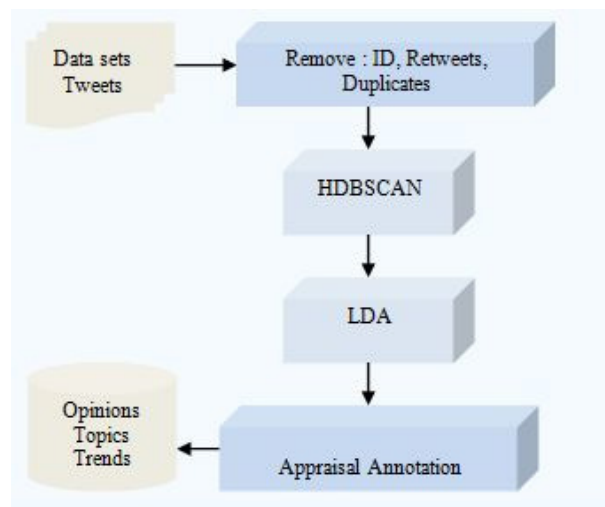 Data sets
Tweets
Remove : ID, Retweets,
Duplicates
HDBSCAN
LDA
Appraisal Annotation
Opinions
Topics
Trends